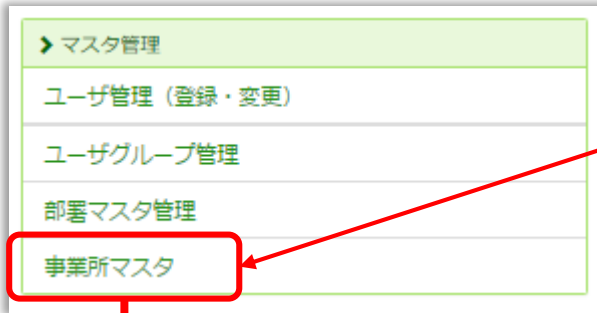 マスタ管理
ユーザ管理（登録・変更）
ユーザグループ管理
部署マスタ管理
事業所マスタ